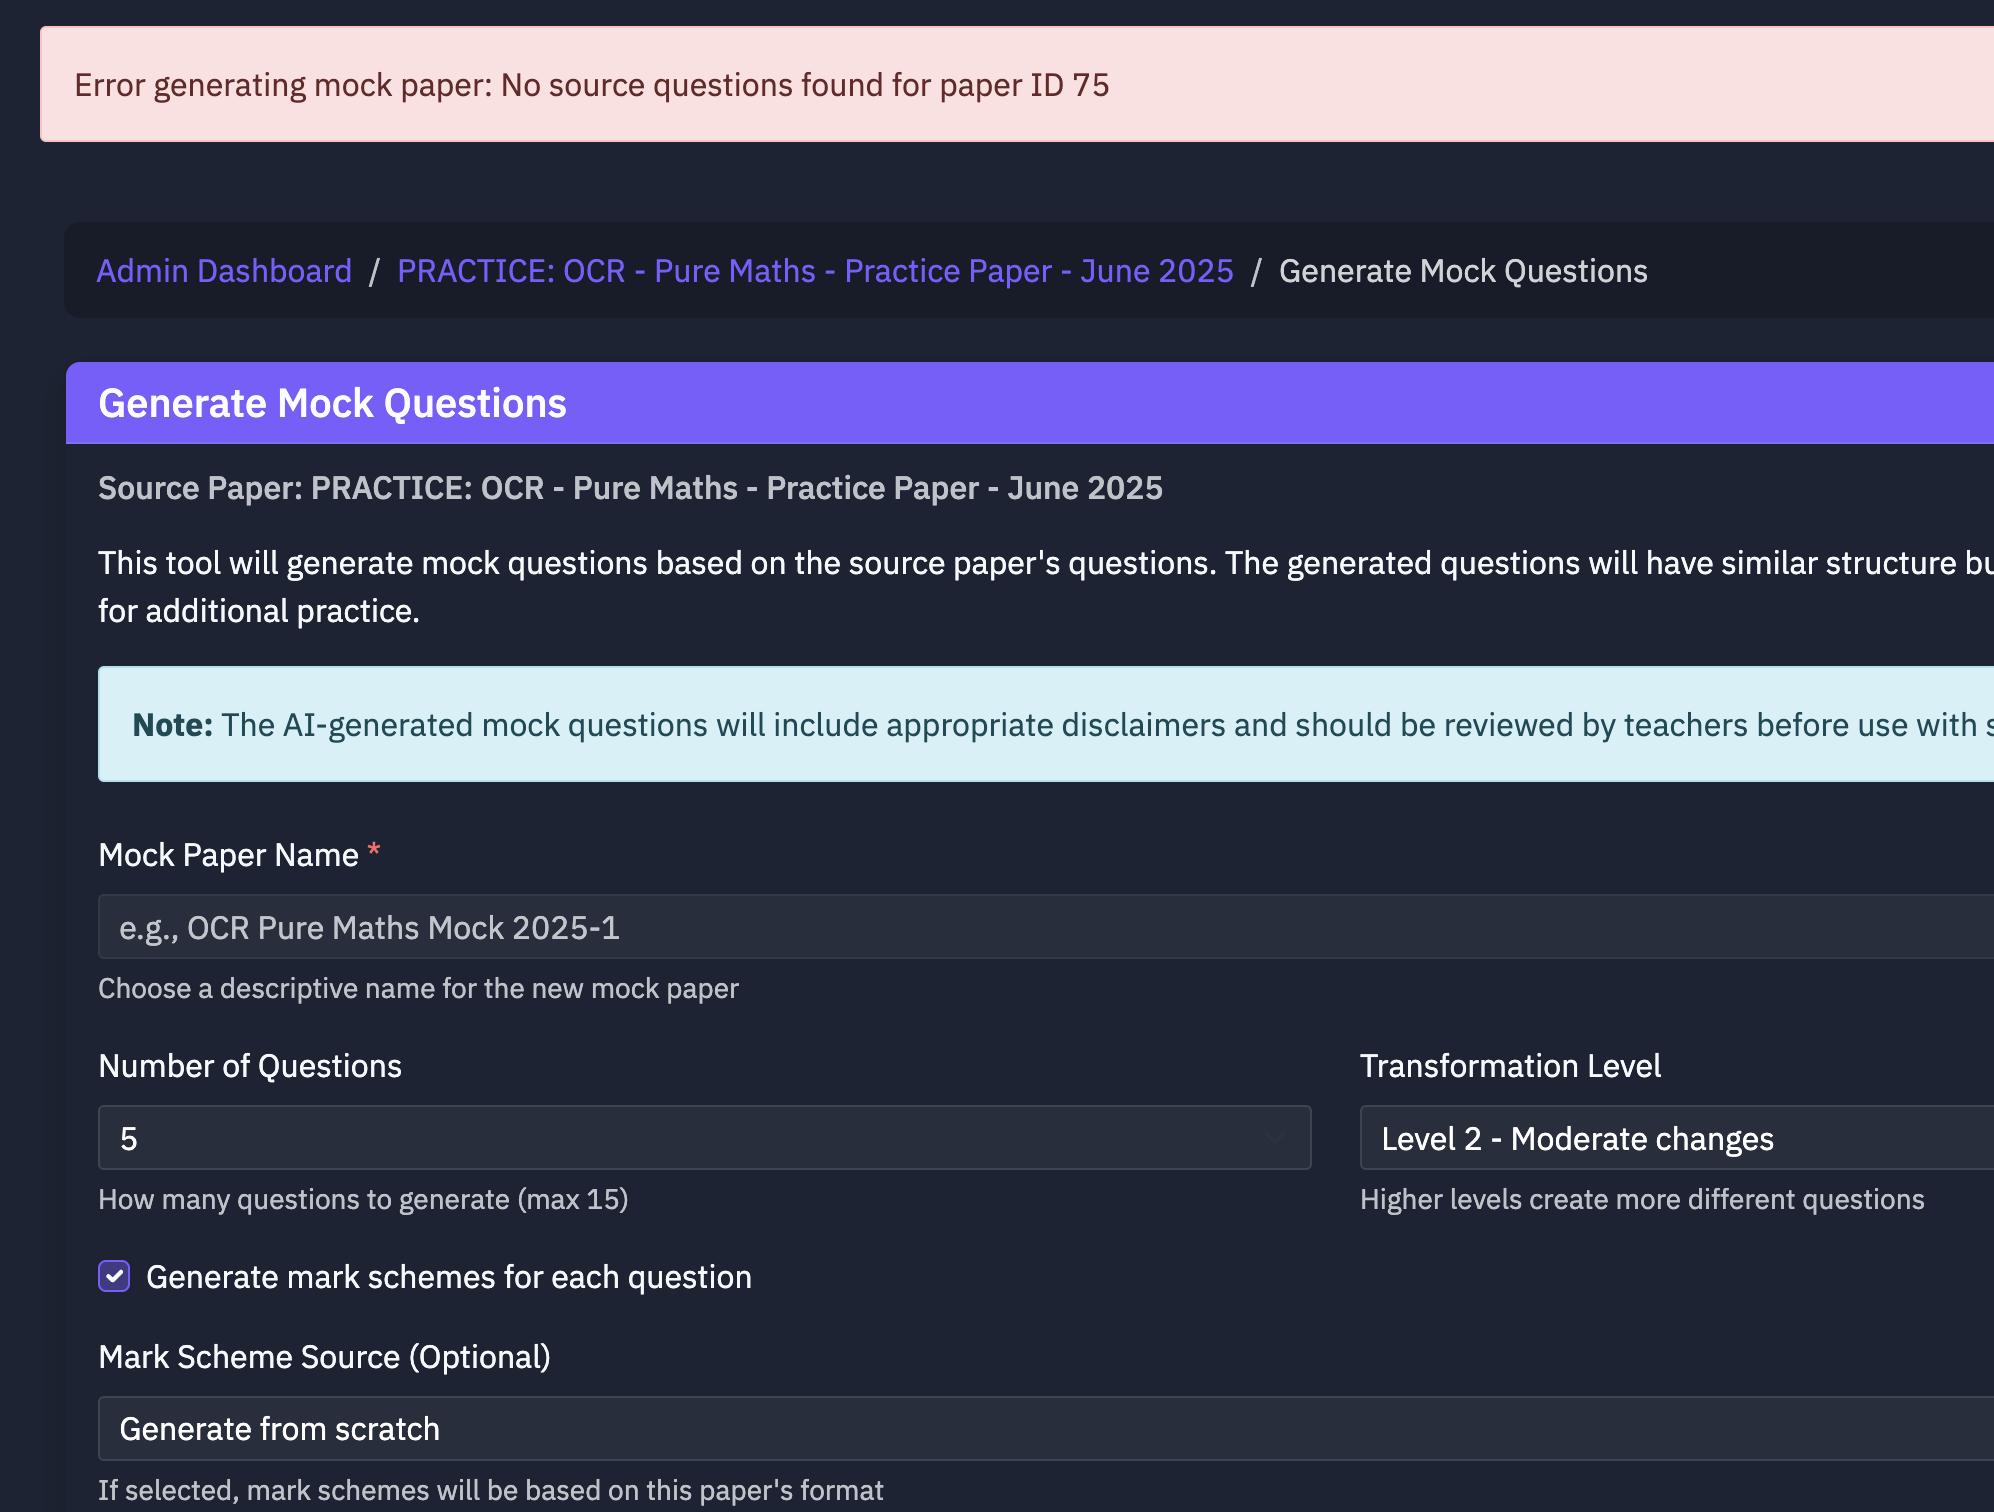 Error generating mock paper: No source questions found for paper ID 75
Admin Dashboard / PRACTICE: OCR - Pure Maths - Practice Paper - June 2025 / Generate Mock Questions
Generate Mock Questions
Source Paper: PRACTICE: OCR - Pure Maths - Practice Paper - June 2025
This tool will generate mock questions based on the source paper's questions. The generated questions will have similar structure
for additional practice.
Note: The AI-generated mock questions will include appropriate disclaimers and should be reviewed by teachers before use with
Mock Paper Name *
e.g., OCR Pure Maths Mock 2025-1
Choose a descriptive name for the new mock paper
Number of Questions
5
How many questions to generate (max 15)
Transformation Level
Level 2 - Moderate changes
Higher levels create more different questions
Generate mark schemes for each question
Mark Scheme Source (Optional)
Generate from scratch
If selected, mark schemes will be based on this paper's format